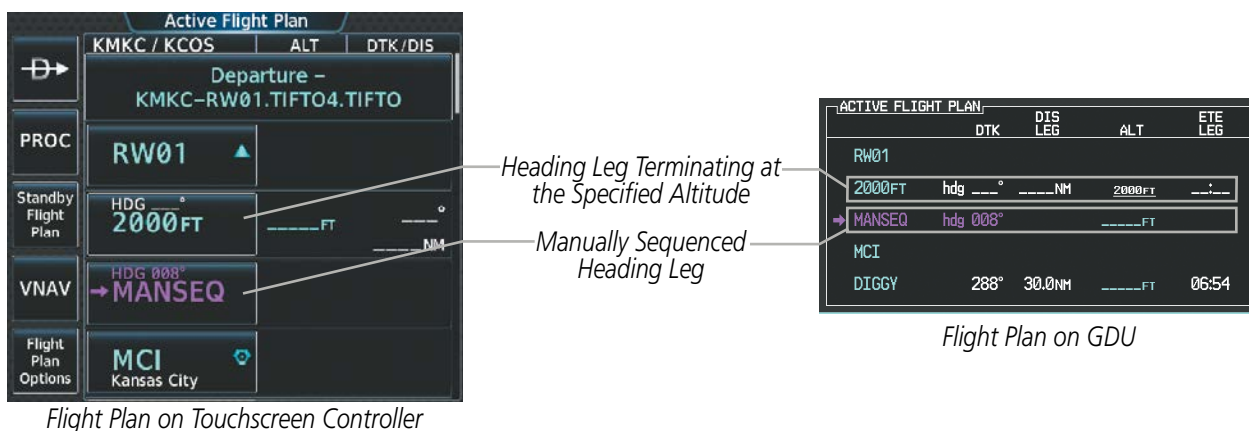 Active Flight Plan
KMKC / KCOS ALT DTK/DIS
Departure –
KMKC–RW01.TIFTO4.TIFTO
PROC
RW01
Standby
Flight
Plan
HDG ___°
2000FT
_____FT
___°
____NM
VNAV
HDG 008°
MANSEQ
Flight
Plan
Options
MCI
Kansas City
Flight Plan on Touchscreen Controller
Heading Leg Terminating at
the Specified Altitude
Manually Sequenced
Heading Leg
ACTIVE FLIGHT PLAN
DTK DIS LEG ALT ETE LEG
RW01
2000FT hdg ___° ____NM 2000FT __:__
MANSEQ hdg 008° _____FT
MCI
DIGGY 288° 30.0NM _____FT 06:54
Flight Plan on GDU